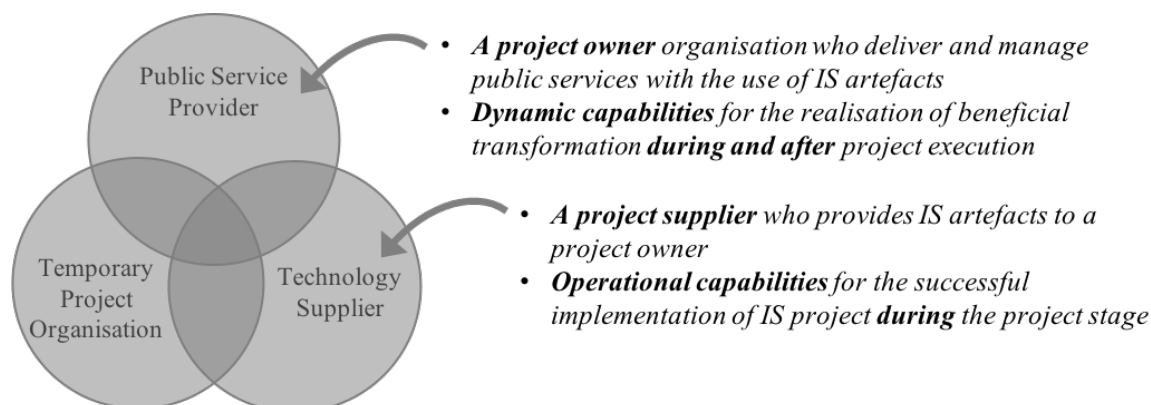 Public Service
Provider
Temporary
Project
Organisation
Technology
Supplier
• A project owner organisation who deliver and manage
public services with the use of IS artefacts
• Dynamic capabilities for the realisation of beneficial
transformation during and after project execution
• A project supplier who provides IS artefacts to a
project owner
• Operational capabilities for the successful
implementation of IS project during the project stage